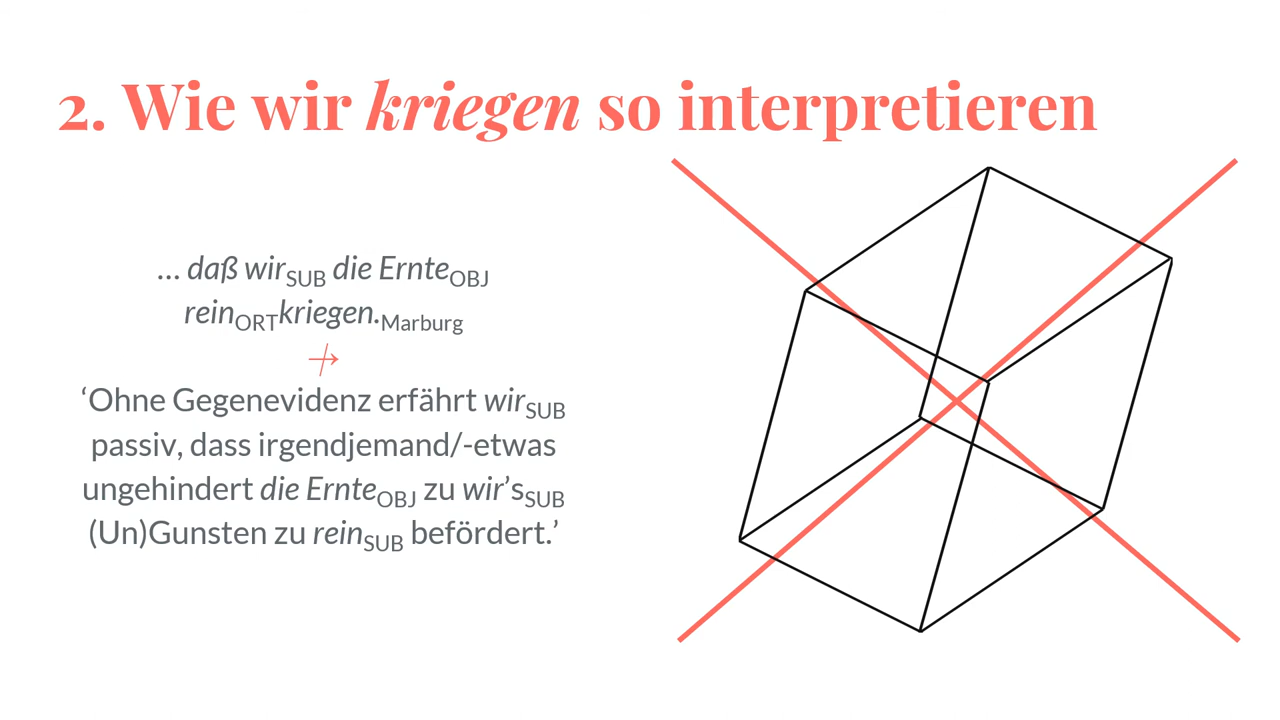 2. Wie wir kriegen so interpretieren
… daß wirSUB die ErnteOBJ
reinORTkriegen.Marburg
↛
‘Ohne Gegenevidenz erfährt wirSUB
passiv, dass irgendjemand/-etwas
ungehindert die ErnteOBJ zu wir’sSUB
(Un)Gunsten zu reinSUB befördert.’